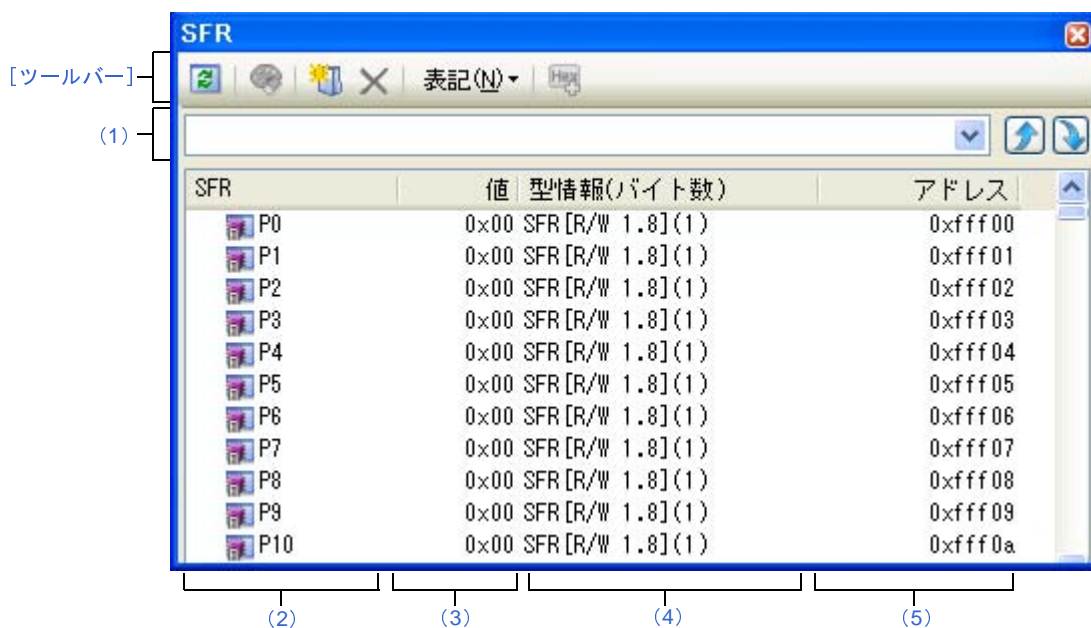 SFR
[ツールバー]
表記(N)
Hex
(1)
SFR 値 型情報(バイト数) アドレス
P0 0x00 SFR[R/W 1.8](1) 0xfff00
P1 0x00 SFR[R/W 1.8](1) 0xfff01
P2 0x00 SFR[R/W 1.8](1) 0xfff02
P3 0x00 SFR[R/W 1.8](1) 0xfff03
P4 0x00 SFR[R/W 1.8](1) 0xfff04
P5 0x00 SFR[R/W 1.8](1) 0xfff05
P6 0x00 SFR[R/W 1.8](1) 0xfff06
P7 0x00 SFR[R/W 1.8](1) 0xfff07
P8 0x00 SFR[R/W 1.8](1) 0xfff08
P9 0x00 SFR[R/W 1.8](1) 0xfff09
P10 0x00 SFR[R/W 1.8](1) 0xfff0a
(2) (3) (4) (5)